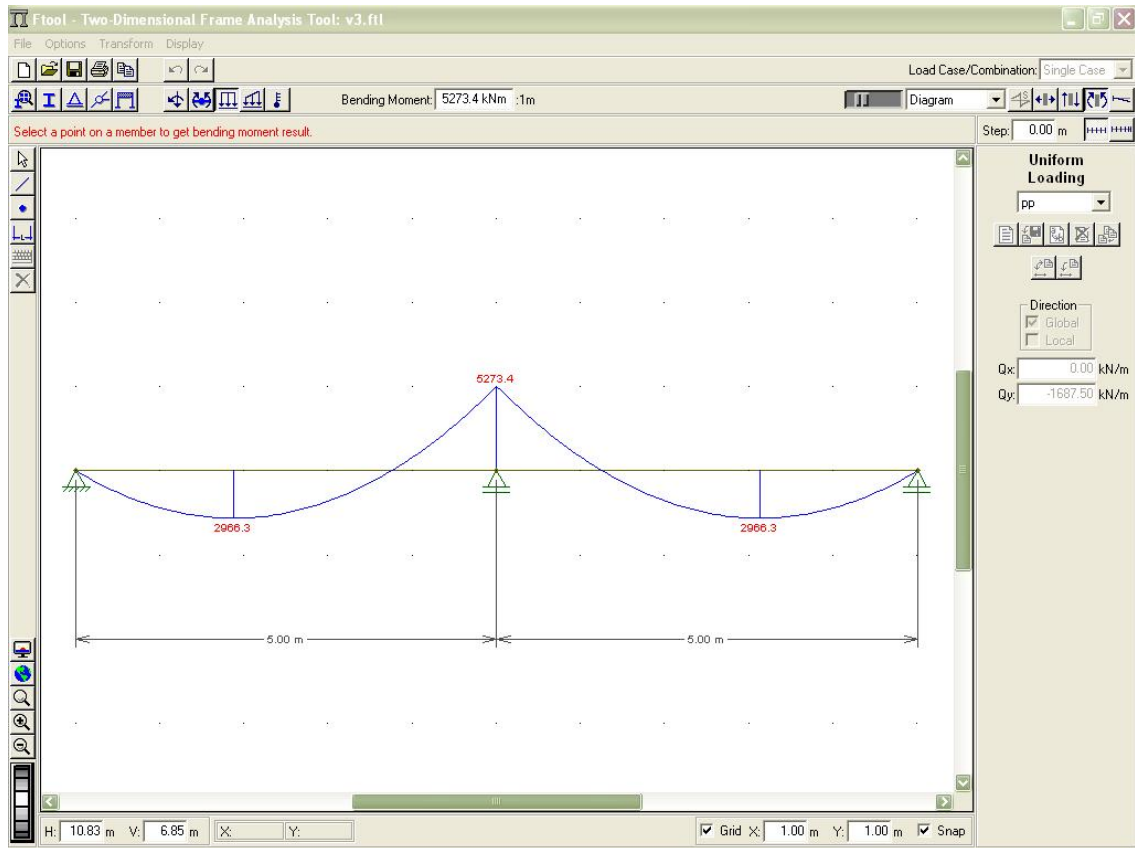 Ftool - Two-Dimensional Frame Analysis Tool: v3.ftl
File Options Transform Display
Load Case/Combination: Single Case
Bending Moment: 5273.4 kNm :1m
Diagram
Select a point on a member to get bending moment result.
Step: 0.00 m
Uniform
Loading
pp
Direction
Global
Local
Qx: 0.00 kN/m
Qy: -1687.50 kN/m
5273.4
2966.3 2966.3
5.00 m 5.00 m
H: 10.83 m V: 6.85 m X: Y: Grid X: 1.00 m Y: 1.00 m Snap